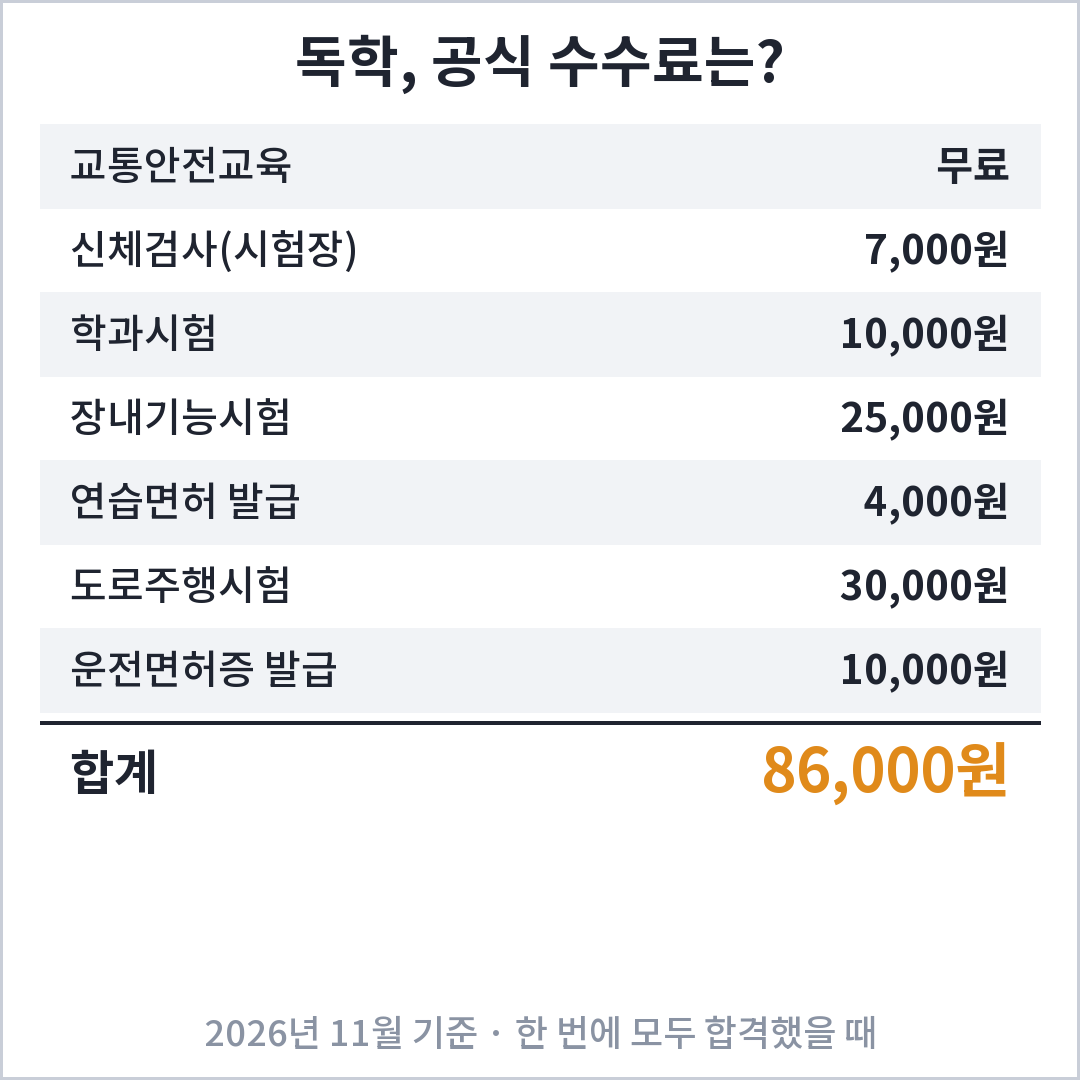 독학, 공식 수수료는?
교통안전교육 무료
신체검사(시험장) 7,000원
학과시험 10,000원
장내기능시험 25,000원
연습면허 발급 4,000원
도로주행시험 30,000원
운전면허증 발급 10,000원
합계 86,000원
2026년 11월 기준 · 한 번에 모두 합격했을 때